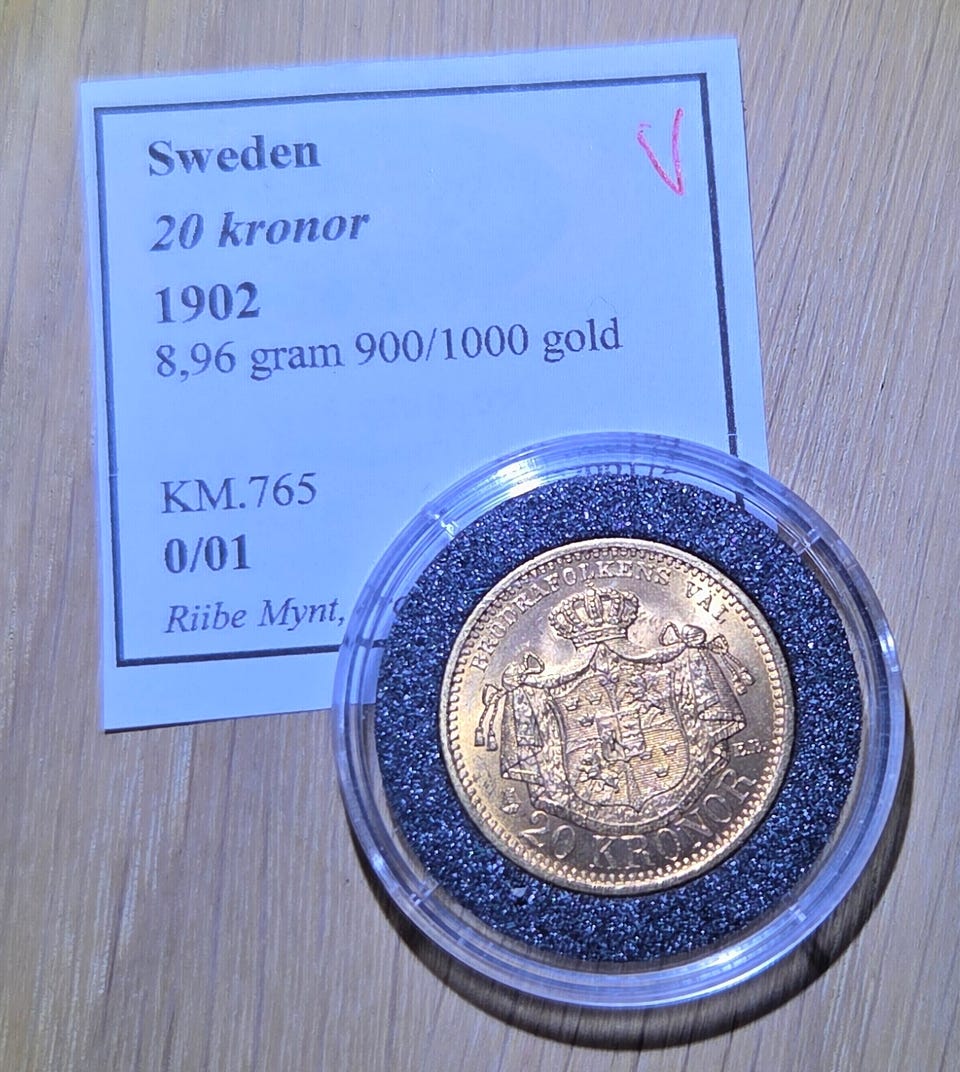 Sweden
20 kronor
1902
8,96 gram 900/1000 gold
KM.765
0/01
Riibe Mynt,
BRÖDRAFOLKENS VÄL
E.B.
20 KRONOR